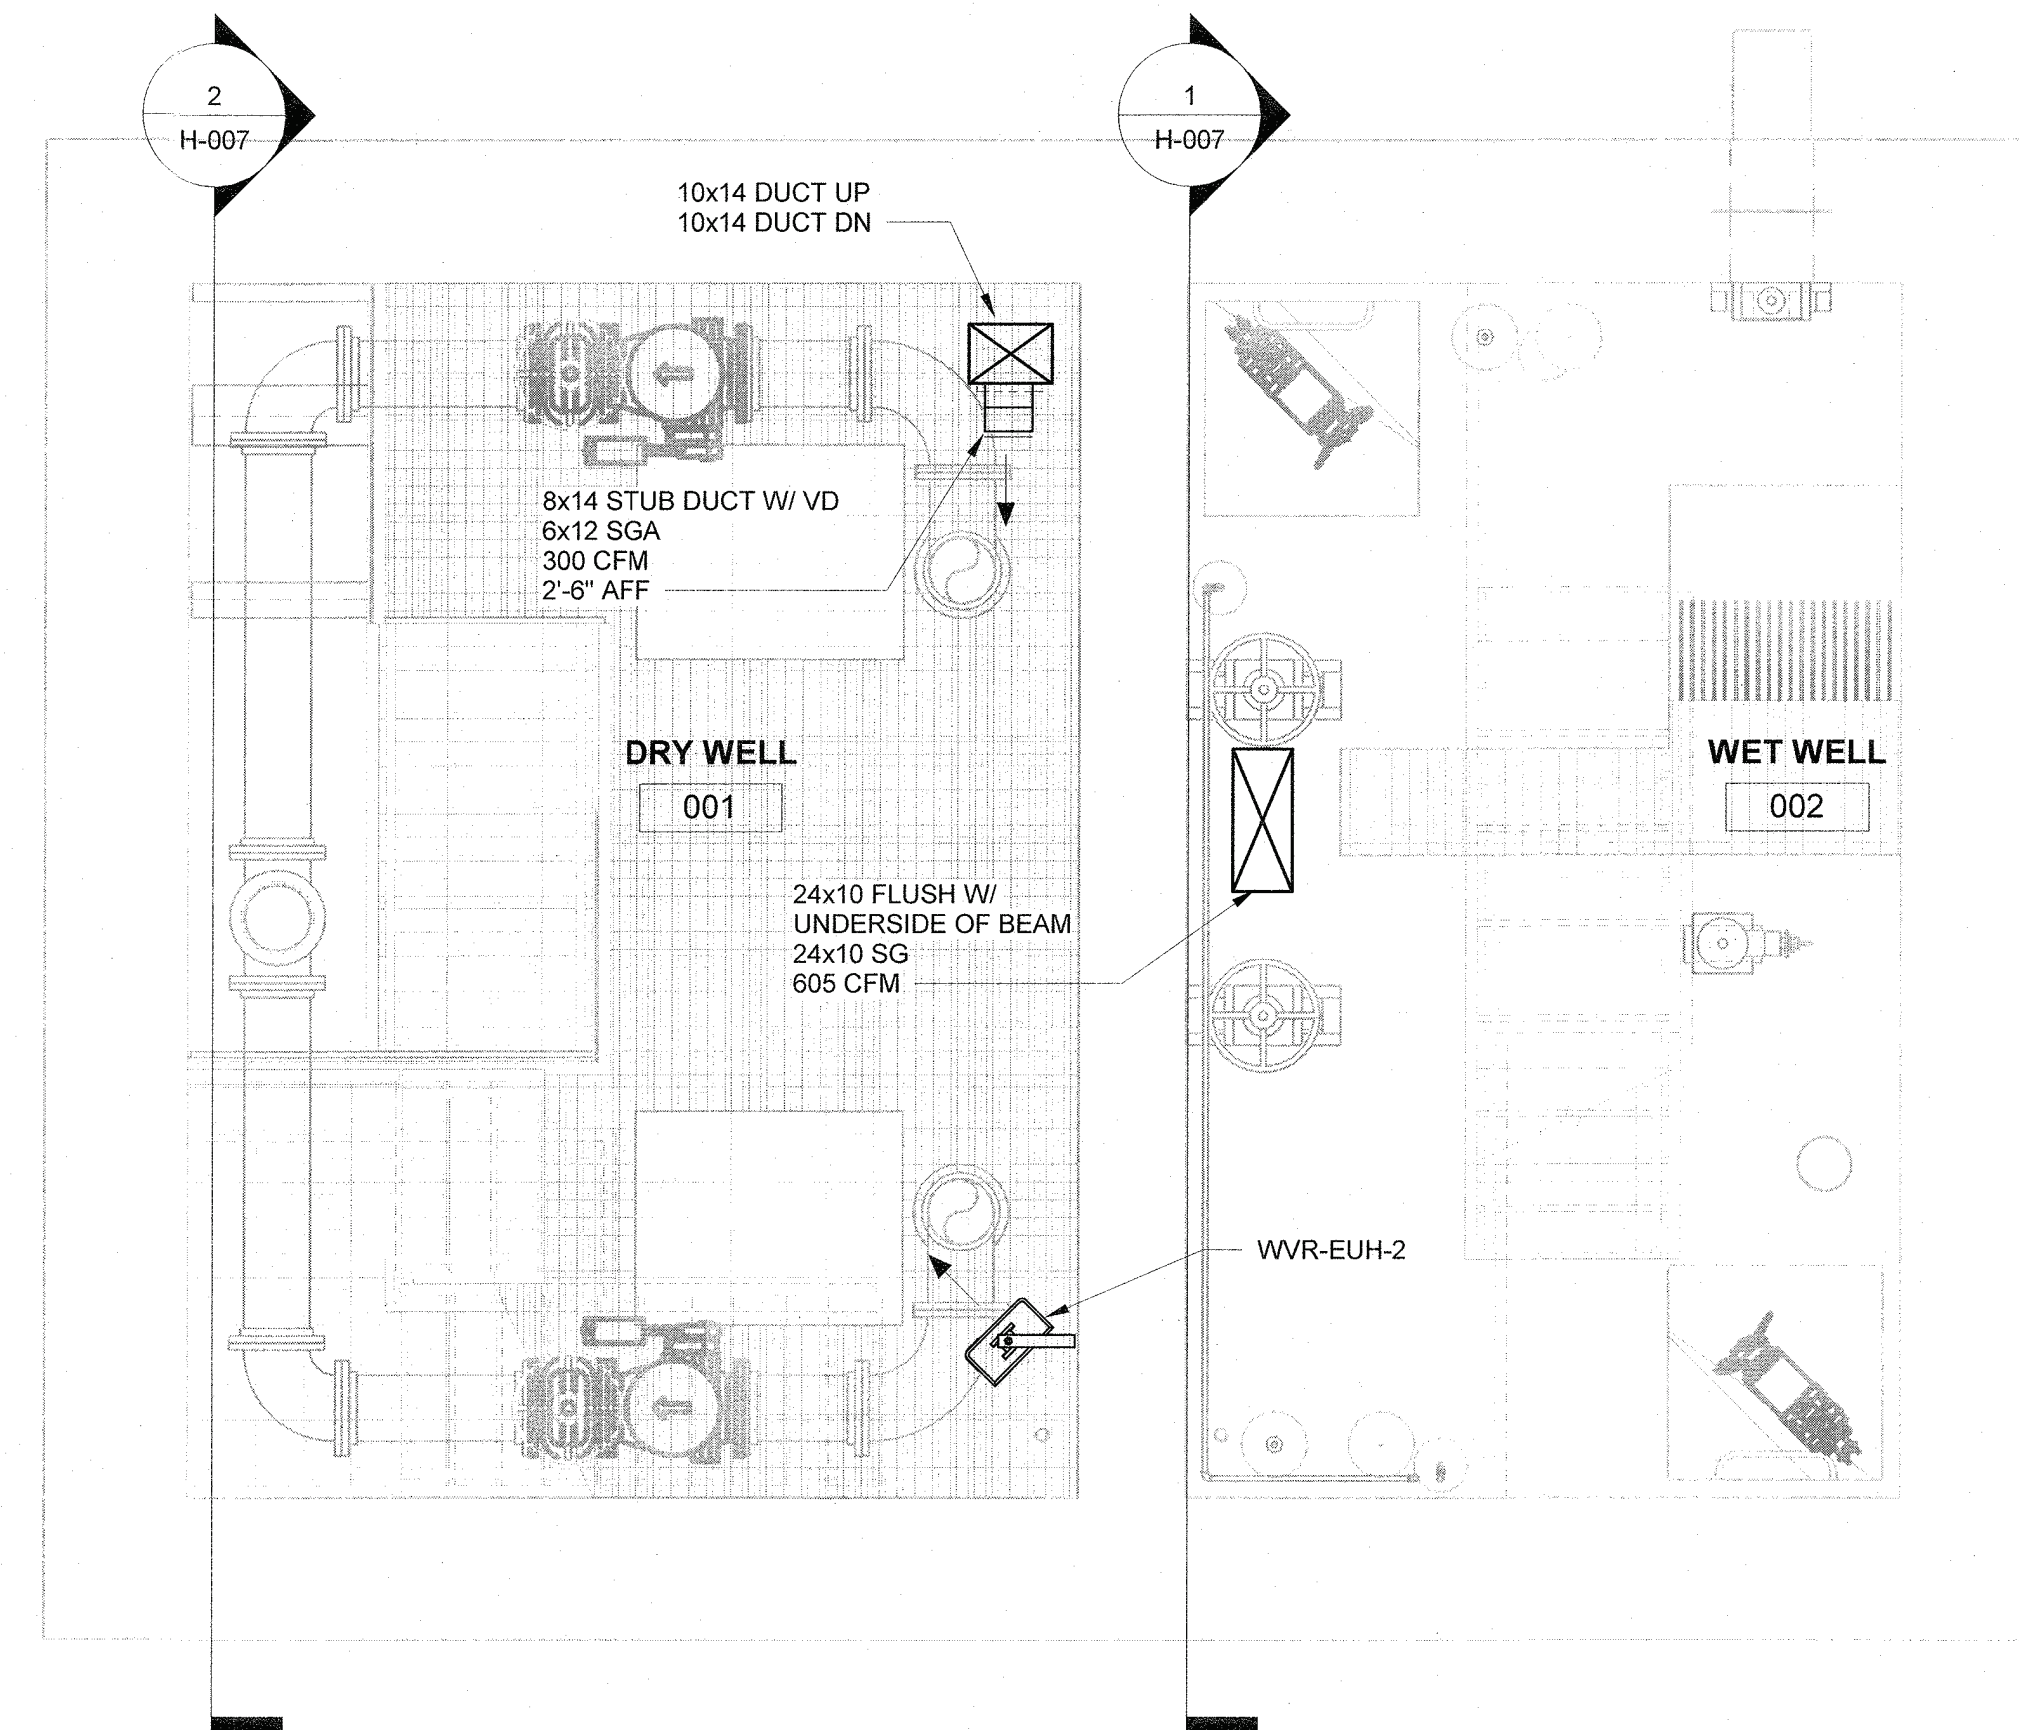 2
H-007
1
H-007
10x14 DUCT UP
10x14 DUCT DN
8x14 STUB DUCT W/ VD
6x12 SGA
300 CFM
2'-6" AFF
DRY WELL
001
WET WELL
002
24x10 FLUSH W/
UNDERSIDE OF BEAM
24x10 SG
605 CFM
WVR-EUH-2